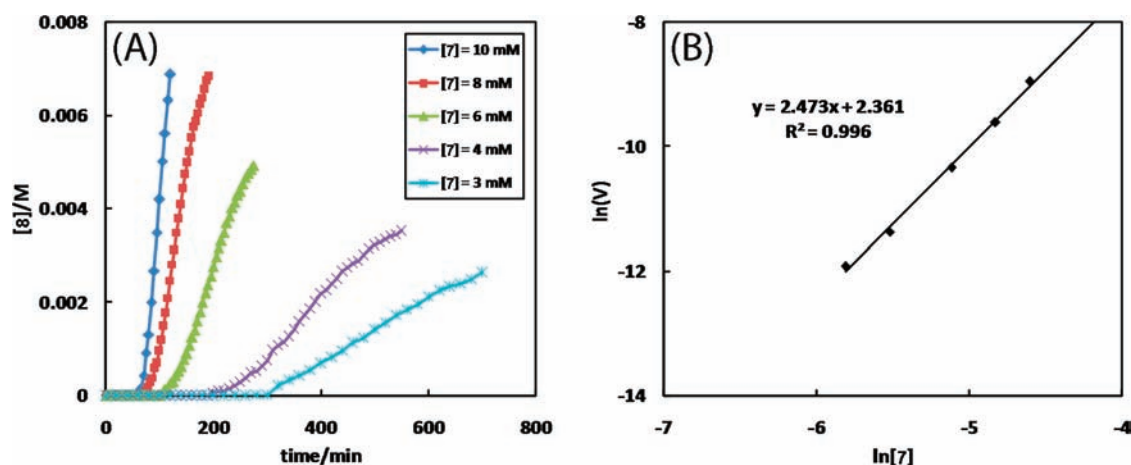 (A)
0.008
0.006
0.004
0.002
0
[8]/M
0 200 400 600 800
time/min
[7] = 10 mM
[7] = 8 mM
[7] = 6 mM
[7] = 4 mM
[7] = 3 mM
(B)
-8
-10
-12
-14
ln(V)
y = 2.473x + 2.361
R² = 0.996
-7 -6 -5 -4
ln[7]